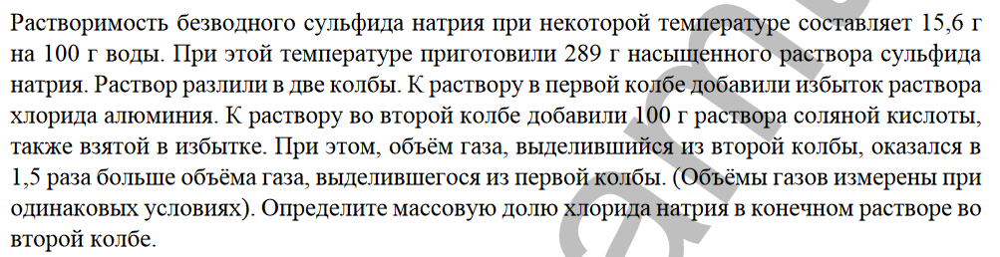 Растворимость безводного сульфида натрия при некоторой температуре составляет 15,6 г
на 100 г воды. При этой температуре приготовили 289 г насыщенного раствора сульфида
натрия. Раствор разлили в две колбы. К раствору в первой колбе добавили избыток раствора
хлорида алюминия. К раствору во второй колбе добавили 100 г раствора соляной кислоты,
также взятой в избытке. При этом, объём газа, выделившийся из второй колбы, оказался в
1,5 раза больше объёма газа, выделившегося из первой колбы. (Объёмы газов измерены при
одинаковых условиях). Определите массовую долю хлорида натрия в конечном растворе во
второй колбе.